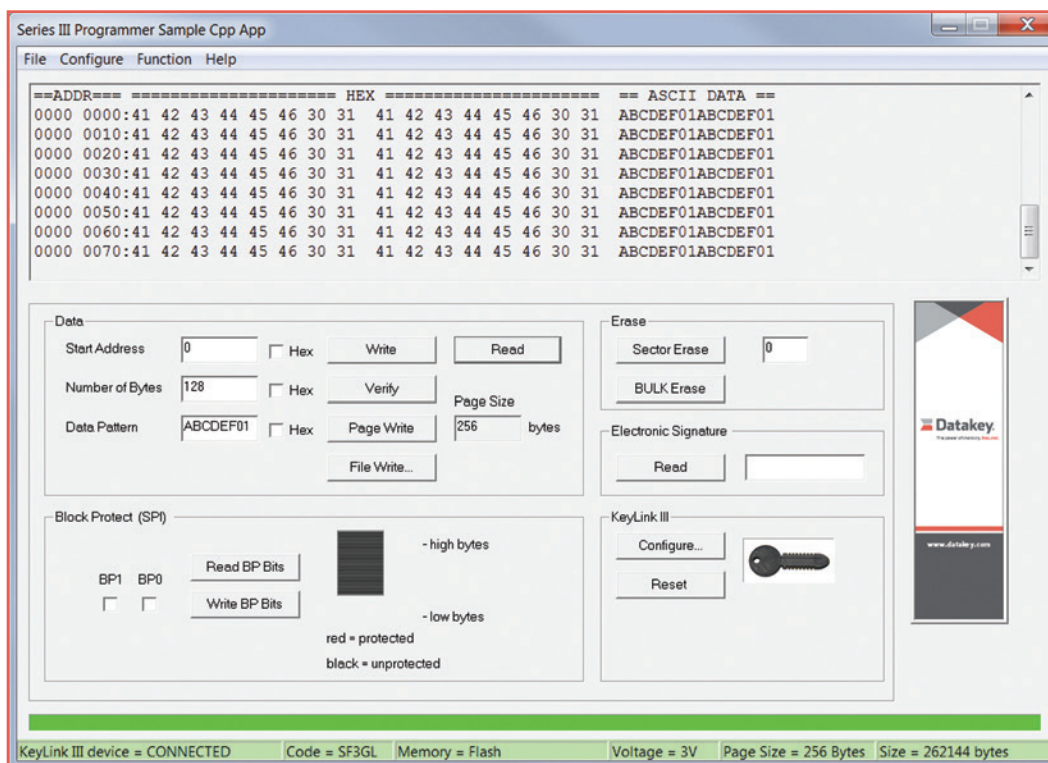 Series III Programmer Sample Cpp App
File Configure Function Help
==ADDR=== ===================== HEX ====================== == ASCII DATA ==
0000 0000:41 42 43 44 45 46 30 31 41 42 43 44 45 46 30 31 ABCDEF01ABCDEF01
0000 0010:41 42 43 44 45 46 30 31 41 42 43 44 45 46 30 31 ABCDEF01ABCDEF01
0000 0020:41 42 43 44 45 46 30 31 41 42 43 44 45 46 30 31 ABCDEF01ABCDEF01
0000 0030:41 42 43 44 45 46 30 31 41 42 43 44 45 46 30 31 ABCDEF01ABCDEF01
0000 0040:41 42 43 44 45 46 30 31 41 42 43 44 45 46 30 31 ABCDEF01ABCDEF01
0000 0050:41 42 43 44 45 46 30 31 41 42 43 44 45 46 30 31 ABCDEF01ABCDEF01
0000 0060:41 42 43 44 45 46 30 31 41 42 43 44 45 46 30 31 ABCDEF01ABCDEF01
0000 0070:41 42 43 44 45 46 30 31 41 42 43 44 45 46 30 31 ABCDEF01ABCDEF01
Data
Start Address 0 Hex Write Read
Number of Bytes 128 Hex Verify
Page Size
Data Pattern ABCDEF01 Hex Page Write 256 bytes
File Write...
Erase
Sector Erase 0
BULK Erase
Electronic Signature
Read
Block Protect (SPI)
- high bytes
Read BP Bits
BP1 BP0
Write BP Bits
- low bytes
red = protected
black = unprotected
KeyLink III
Configure...
Reset
Datakey.
www.datakey.com
KeyLink III device = CONNECTED Code = SF3GL Memory = Flash Voltage = 3V Page Size = 256 Bytes Size = 262144 bytes